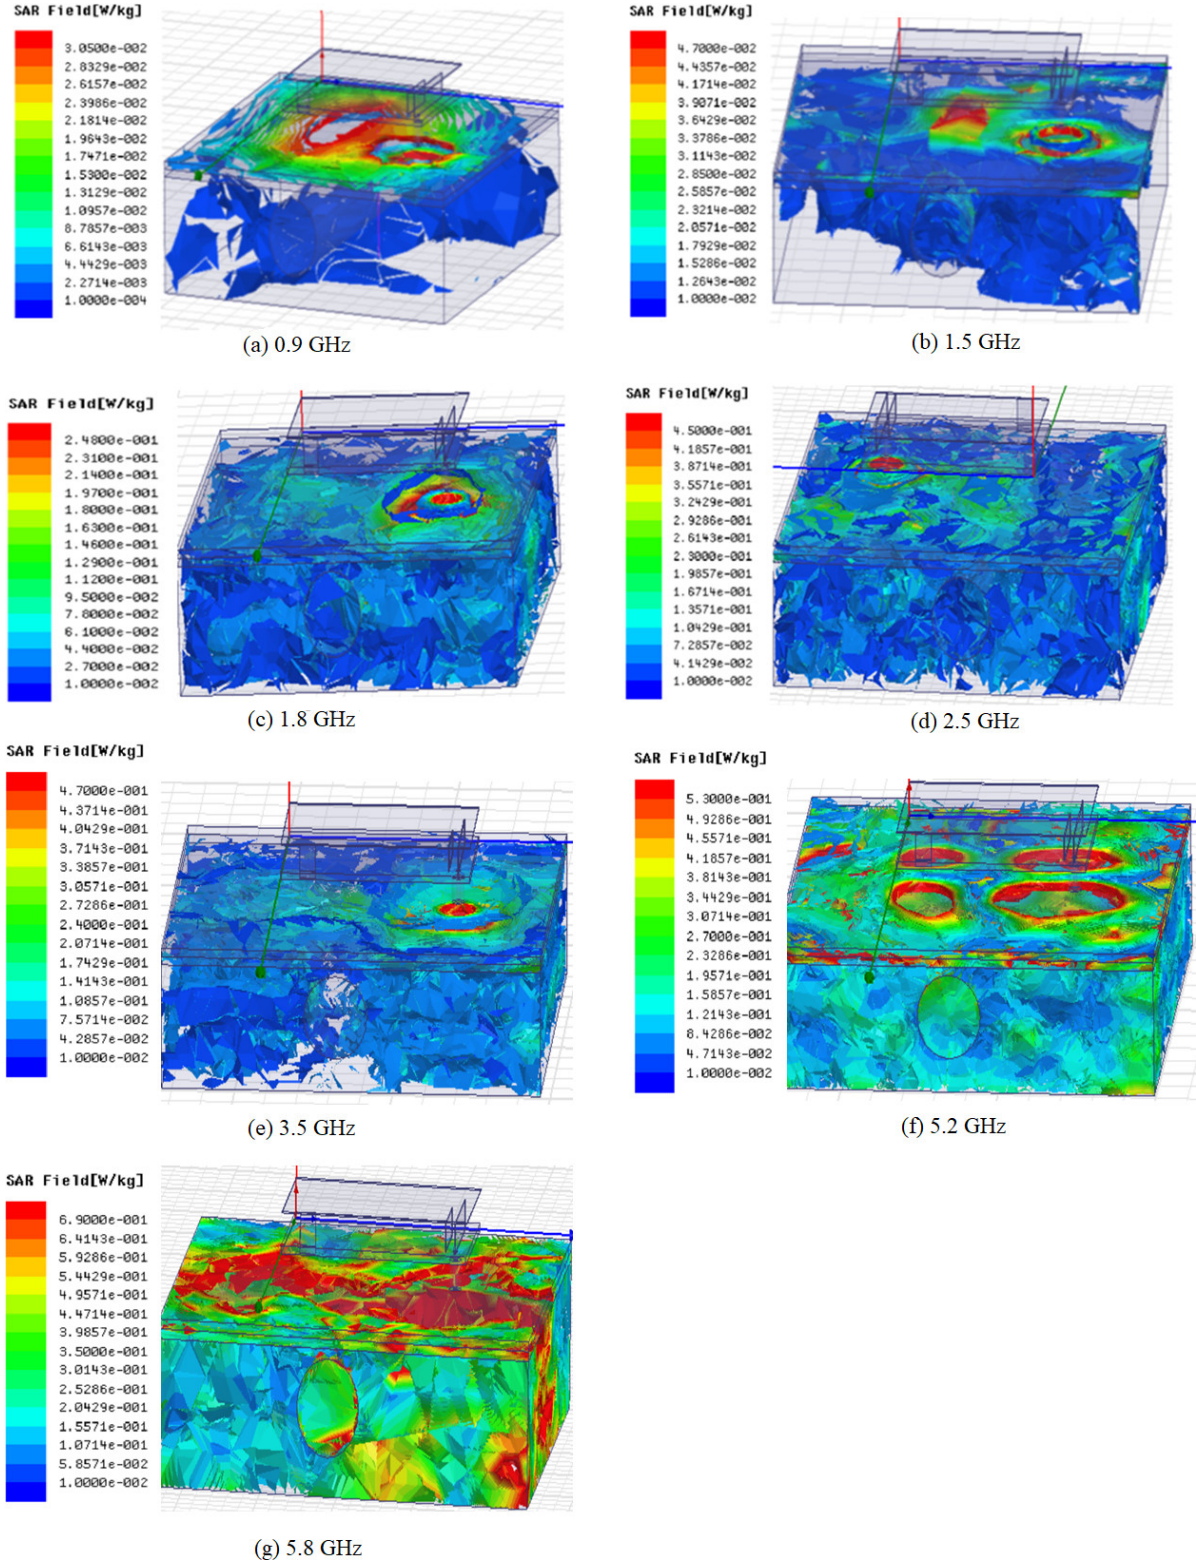 SAR Field[W/kg]
3.0500e-002
2.8329e-002
2.6157e-002
2.3986e-002
2.1814e-002
1.9643e-002
1.7471e-002
1.5300e-002
1.3129e-002
1.0957e-002
8.7857e-003
6.6143e-003
4.4429e-003
2.2714e-003
1.0000e-004
(a) 0.9 GHz
SAR Field[W/kg]
4.7000e-002
4.4357e-002
4.1714e-002
3.9071e-002
3.6429e-002
3.3786e-002
3.1143e-002
2.8500e-002
2.5857e-002
2.3214e-002
2.0571e-002
1.7929e-002
1.5286e-002
1.2643e-002
1.0000e-002
(b) 1.5 GHz
SAR Field[W/kg]
2.4800e-001
2.3100e-001
2.1400e-001
1.9700e-001
1.8000e-001
1.6300e-001
1.4600e-001
1.2900e-001
1.1200e-001
9.5000e-002
7.8000e-002
6.1000e-002
4.4000e-002
2.7000e-002
1.0000e-002
(c) 1.8 GHz
SAR Field[W/kg]
4.5000e-001
4.1857e-001
3.8714e-001
3.5571e-001
3.2429e-001
2.9286e-001
2.6143e-001
2.3000e-001
1.9857e-001
1.6714e-001
1.3571e-001
1.0429e-001
7.2857e-002
4.1429e-002
1.0000e-002
(d) 2.5 GHz
SAR Field[W/kg]
4.7000e-001
4.3714e-001
4.0429e-001
3.7143e-001
3.3857e-001
3.0571e-001
2.7286e-001
2.4000e-001
2.0714e-001
1.7429e-001
1.4143e-001
1.0857e-001
7.5714e-002
4.2857e-002
1.0000e-002
(e) 3.5 GHz
SAR Field[W/kg]
5.3000e-001
4.9286e-001
4.5571e-001
4.1857e-001
3.8143e-001
3.4429e-001
3.0714e-001
2.7000e-001
2.3286e-001
1.9571e-001
1.5857e-001
1.2143e-001
8.4286e-002
4.7143e-002
1.0000e-002
(f) 5.2 GHz
SAR Field[W/kg]
6.9000e-001
6.4143e-001
5.9286e-001
5.4429e-001
4.9571e-001
4.4714e-001
3.9857e-001
3.5000e-001
3.0143e-001
2.5286e-001
2.0429e-001
1.5571e-001
1.0714e-001
5.8571e-002
1.0000e-002
(g) 5.8 GHz